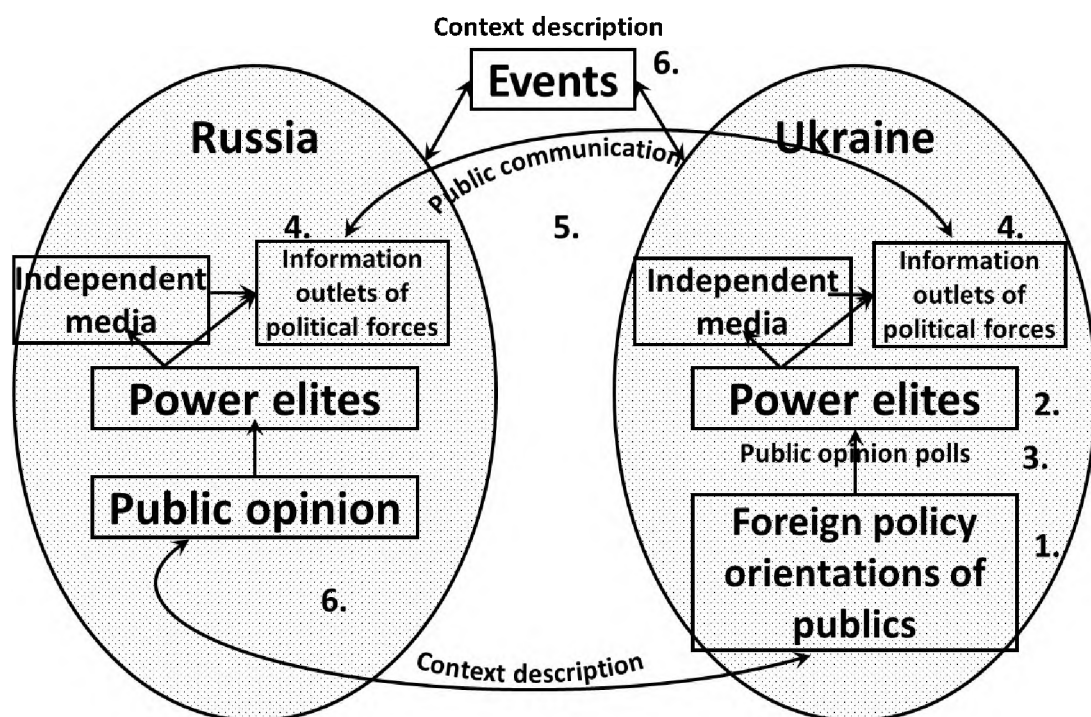 Context description
Events
6.
Russia
Ukraine
Public communication
4.
5.
4.
Independent
media
Information
outlets of
political forces
Independent
media
Information
outlets of
political forces
Power elites
Power elites
2.
Public opinion polls
3.
Public opinion
Foreign policy
orientations of
publics
1.
6.
Context description